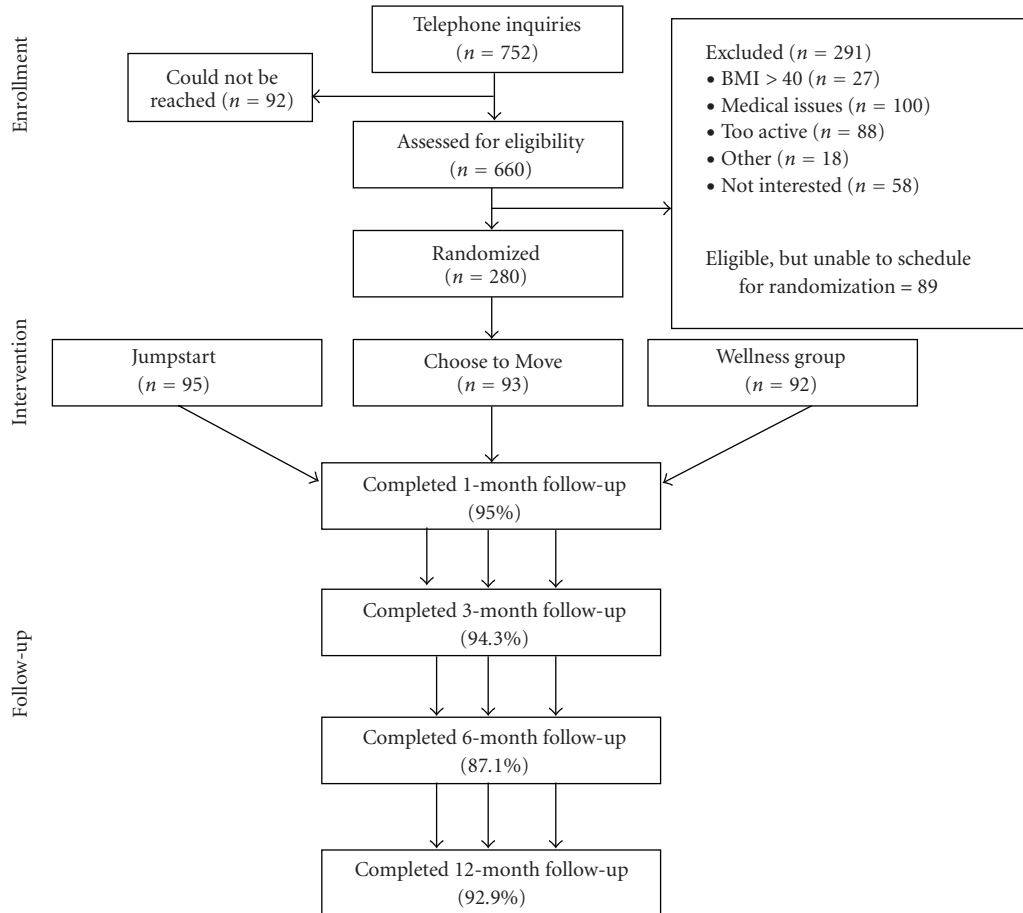 Enrollment
Telephone inquiries
(n = 752)
Could not be
reached (n = 92)
Assessed for eligibility
(n = 660)
Excluded (n = 291)
• BMI > 40 (n = 27)
• Medical issues (n = 100)
• Too active (n = 88)
• Other (n = 18)
• Not interested (n = 58)
Eligible, but unable to schedule
for randomization = 89
Randomized
(n = 280)
Intervention
Jumpstart
(n = 95)
Choose to Move
(n = 93)
Wellness group
(n = 92)
Follow-up
Completed 1-month follow-up
(95%)
Completed 3-month follow-up
(94.3%)
Completed 6-month follow-up
(87.1%)
Completed 12-month follow-up
(92.9%)